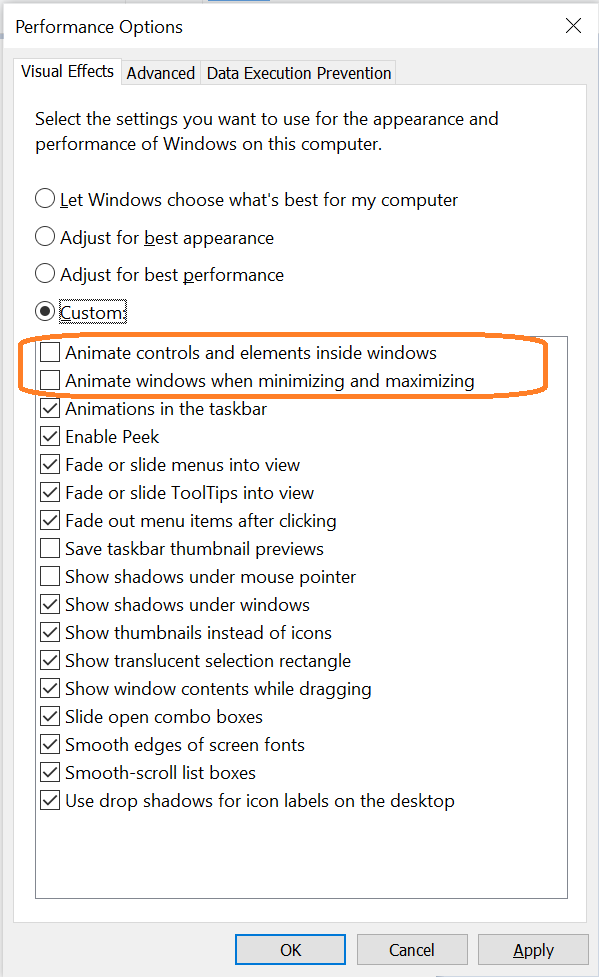 Performance Options
Visual Effects
Advanced
Data Execution Prevention
Select the settings you want to use for the appearance and
performance of Windows on this computer.
Let Windows choose what's best for my computer
Adjust for best appearance
Adjust for best performance
Custom:
Animate controls and elements inside windows
Animate windows when minimizing and maximizing
Animations in the taskbar
Enable Peek
Fade or slide menus into view
Fade or slide ToolTips into view
Fade out menu items after clicking
Save taskbar thumbnail previews
Show shadows under mouse pointer
Show shadows under windows
Show thumbnails instead of icons
Show translucent selection rectangle
Show window contents while dragging
Slide open combo boxes
Smooth edges of screen fonts
Smooth-scroll list boxes
Use drop shadows for icon labels on the desktop
OK
Cancel
Apply